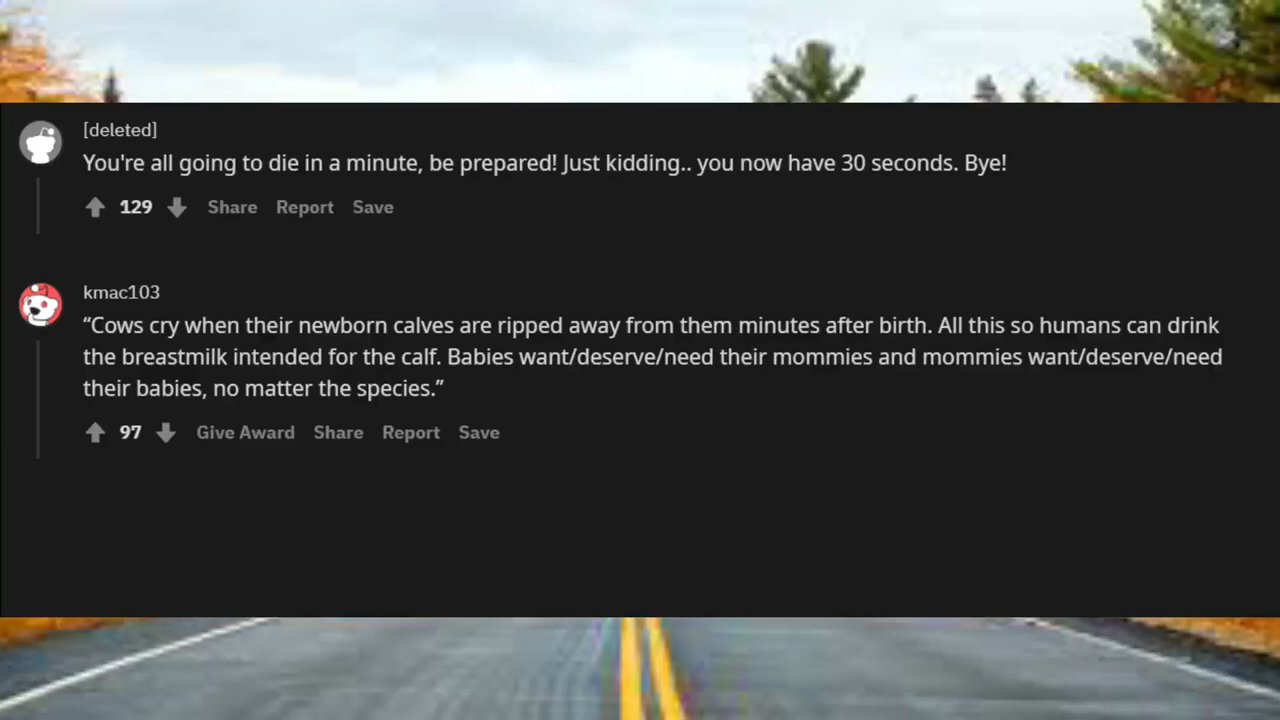 [deleted]
You're all going to die in a minute, be prepared! Just kidding.. you now have 30 seconds. Bye!
129 Share Report Save
kmac103
“Cows cry when their newborn calves are ripped away from them minutes after birth. All this so humans can drink
the breastmilk intended for the calf. Babies want/deserve/need their mommies and mommies want/deserve/need
their babies, no matter the species.”
97 Give Award Share Report Save